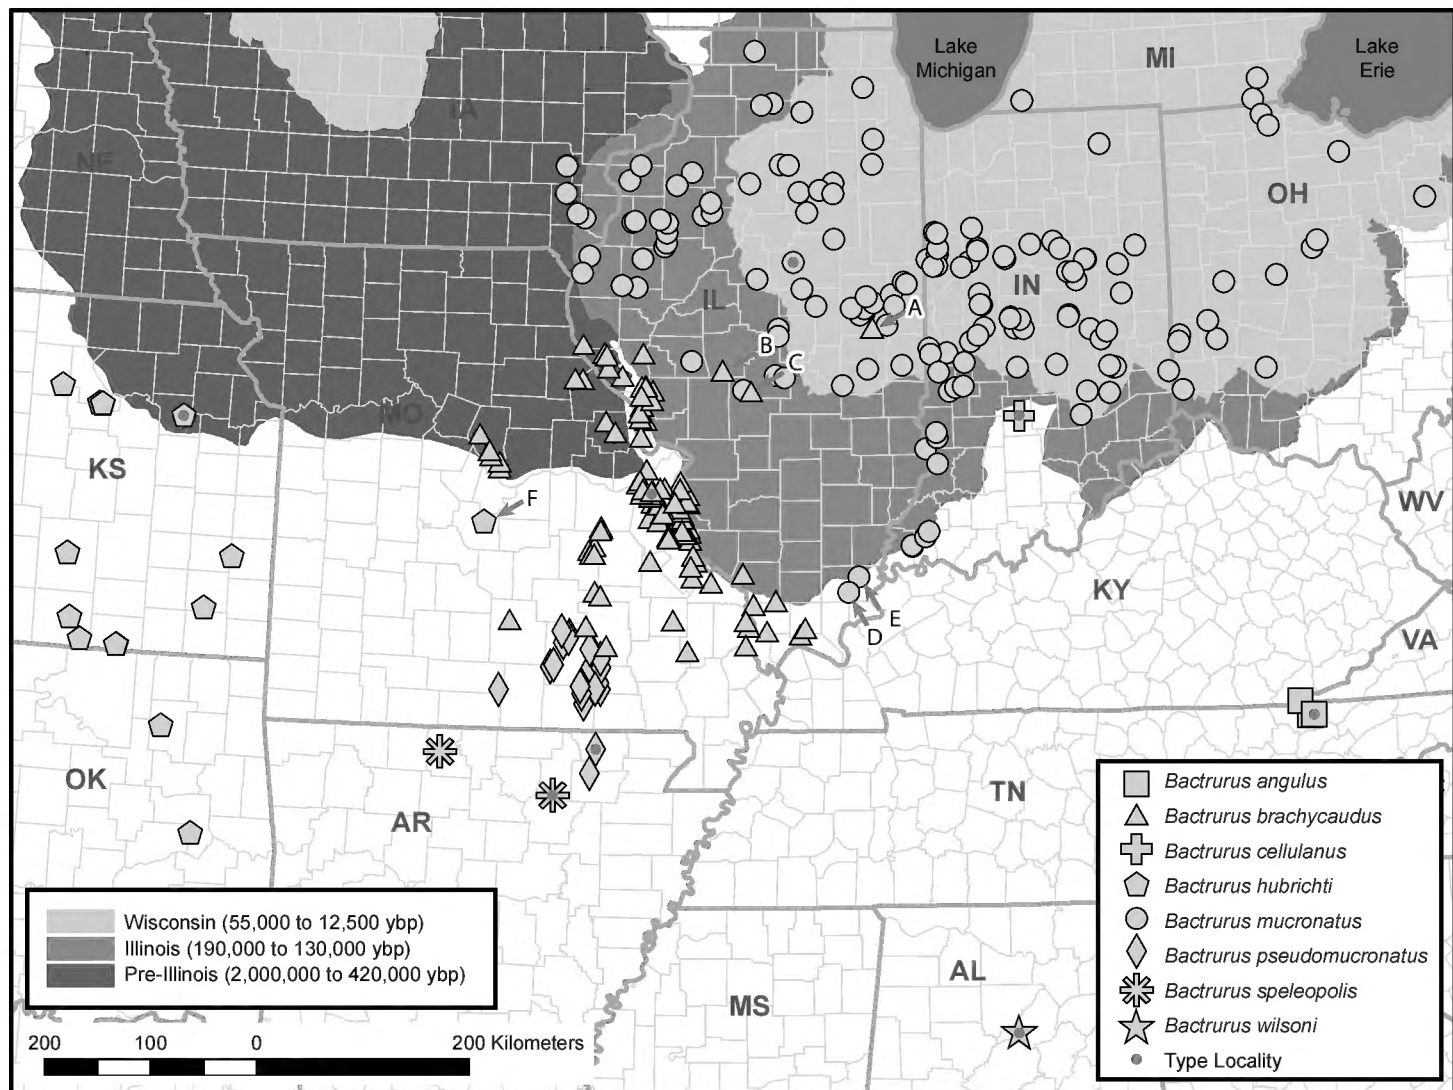 Lake
Michigan
MI
Lake
Erie
IA
NE
OH
IL
IN
A
B
C
MO
KS
F
WV
KY
E
D
VA
OK
AR
TN
Bactrurus angulus
Bactrurus brachycaudus
Bactrurus cellulanus
Bactrurus hubrichti
Bactrurus mucronatus
Bactrurus pseudomucronatus
Bactrurus speleopolis
Bactrurus wilsoni
Type Locality
Wisconsin (55,000 to 12,500 ybp)
Illinois (190,000 to 130,000 ybp)
Pre-Illinois (2,000,000 to 420,000 ybp)
AL
MS
200 100 0 200 Kilometers